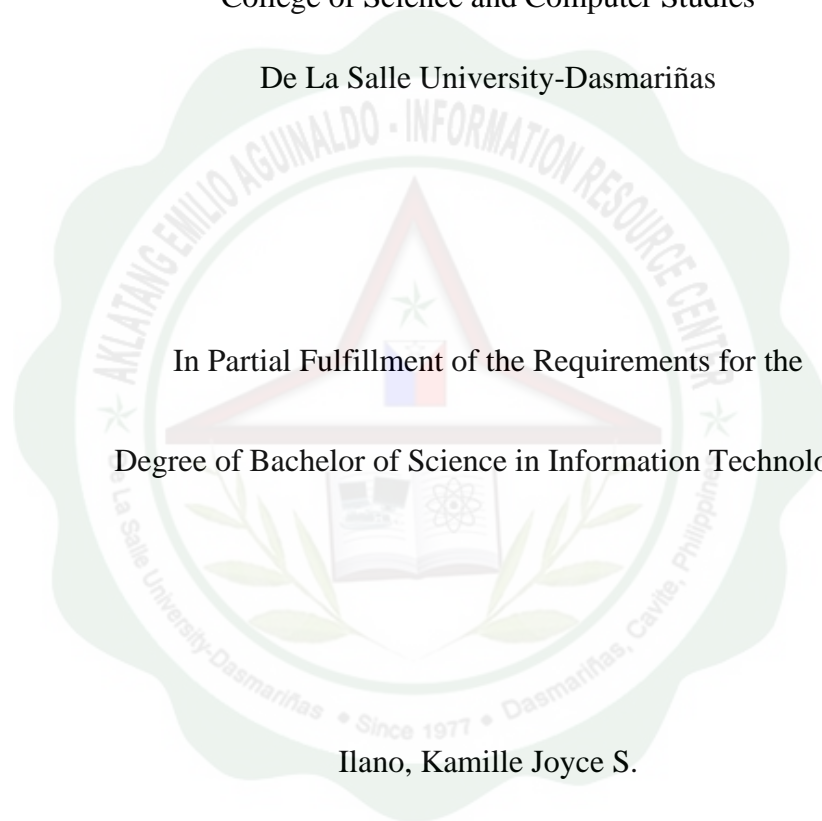 College of Science and Computer Studies
De La Salle University-Dasmariñas
AKLATANG EMILIO AGUINALDO - INFORMATION RESOURCE CENTER
In Partial Fulfillment of the Requirements for the
Degree of Bachelor of Science in Information Technolo
De La Salle University-Dasmariñas • Since 1977 • Dasmariñas, Cavite, Philippines
Ilano, Kamille Joyce S.